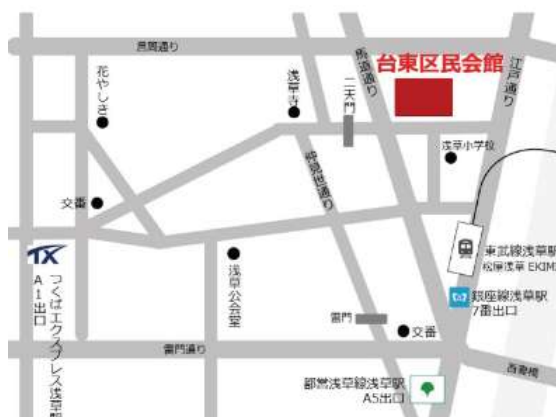 言問通り
馬道通り
江戸通り
台東区民会館
花やしき
浅草寺
二天門
浅草小学校
仲見世通り
交番
TX
つくばエクスプレス浅草駅
A1出口
浅草公会堂
東武線浅草駅
松屋浅草 EKIMI
銀座線浅草駅
7番出口
雷門
交番
雷門通り
吾妻橋
都営浅草線浅草駅
A5出口